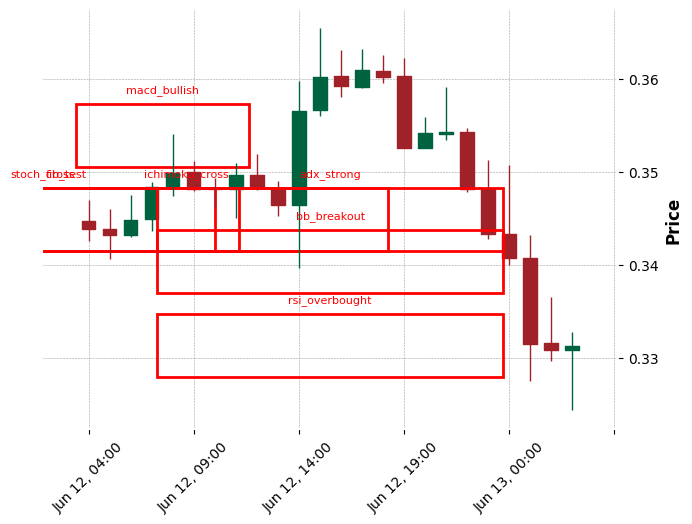 macd_bullish
stoch_cross
fib_test
ichimoku_cross
adx_strong
bb_breakout
rsi_overbought
0.36
0.35
0.34
0.33
Price
Jun 12, 04:00
Jun 12, 09:00
Jun 12, 14:00
Jun 12, 19:00
Jun 13, 00:00